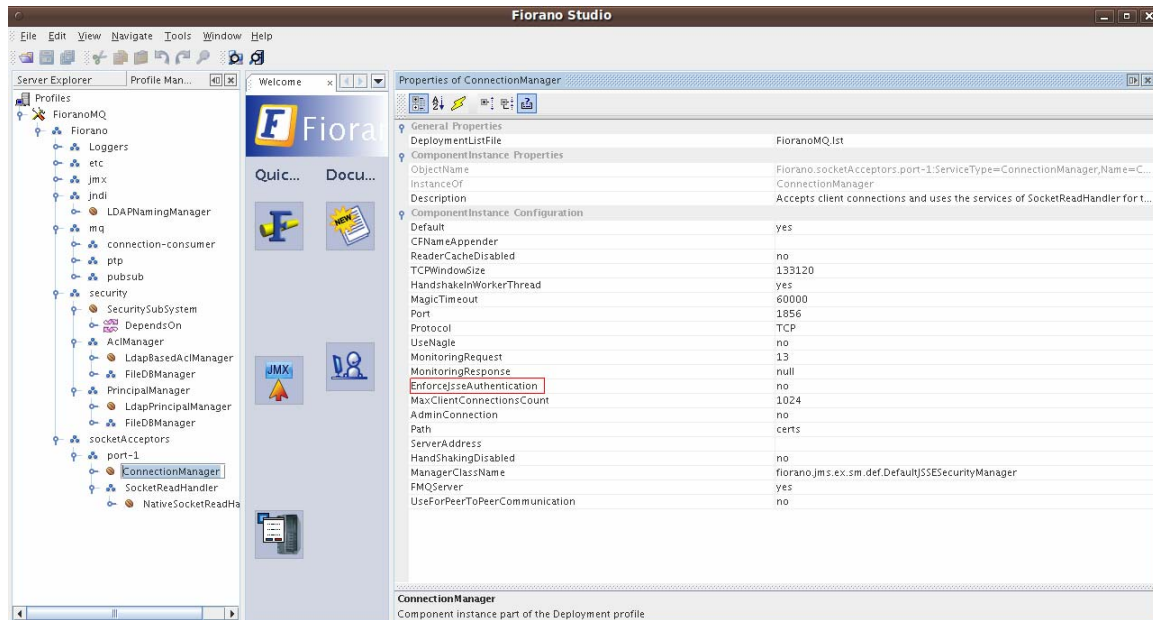 Fiorano Studio
File Edit View Navigate Tools Window Help
Server Explorer Profile Man...
Profiles
FioranoMQ
Fiorano
Loggers
etc
jmx
jndi
LDAPNamingManager
mq
connection-consumer
ptp
pubsub
security
SecuritySubSystem
DependsOn
AclManager
LdapBasedAclManager
FileDBManager
PrincipalManager
LdapPrincipalManager
FileDBManager
socketAcceptors
port-1
ConnectionManager
SocketReadHandler
NativeSocketReadHa
Welcome
Fiora
Quic... Docu...
NEW
JMX
Properties of ConnectionManager
General Properties
DeploymentListFile FioranoMQ.lst
ComponentInstance Properties
ObjectName Fiorano.socketAcceptors.port-1:ServiceType=ConnectionManager,Name=C...
InstanceOf ConnectionManager
Description Accepts client connections and uses the services of SocketReadHandler for t...
ComponentInstance Configuration
Default yes
CFNameAppender
ReaderCacheDisabled no
TCPWindowSize 133120
HandshakeInWorkerThread yes
MagicTimeout 60000
Port 1856
Protocol TCP
UseNagle no
MonitoringRequest 13
MonitoringResponse null
EnforceJsseAuthentication no
MaxClientConnectionsCount 1024
AdminConnection no
Path certs
ServerAddress
HandShakingDisabled no
ManagerClassName fiorano.jms.ex.sm.def.DefaultJSSESecurityManager
FMQServer yes
UseForPeerToPeerCommunication no
ConnectionManager
Component instance part of the Deployment profile